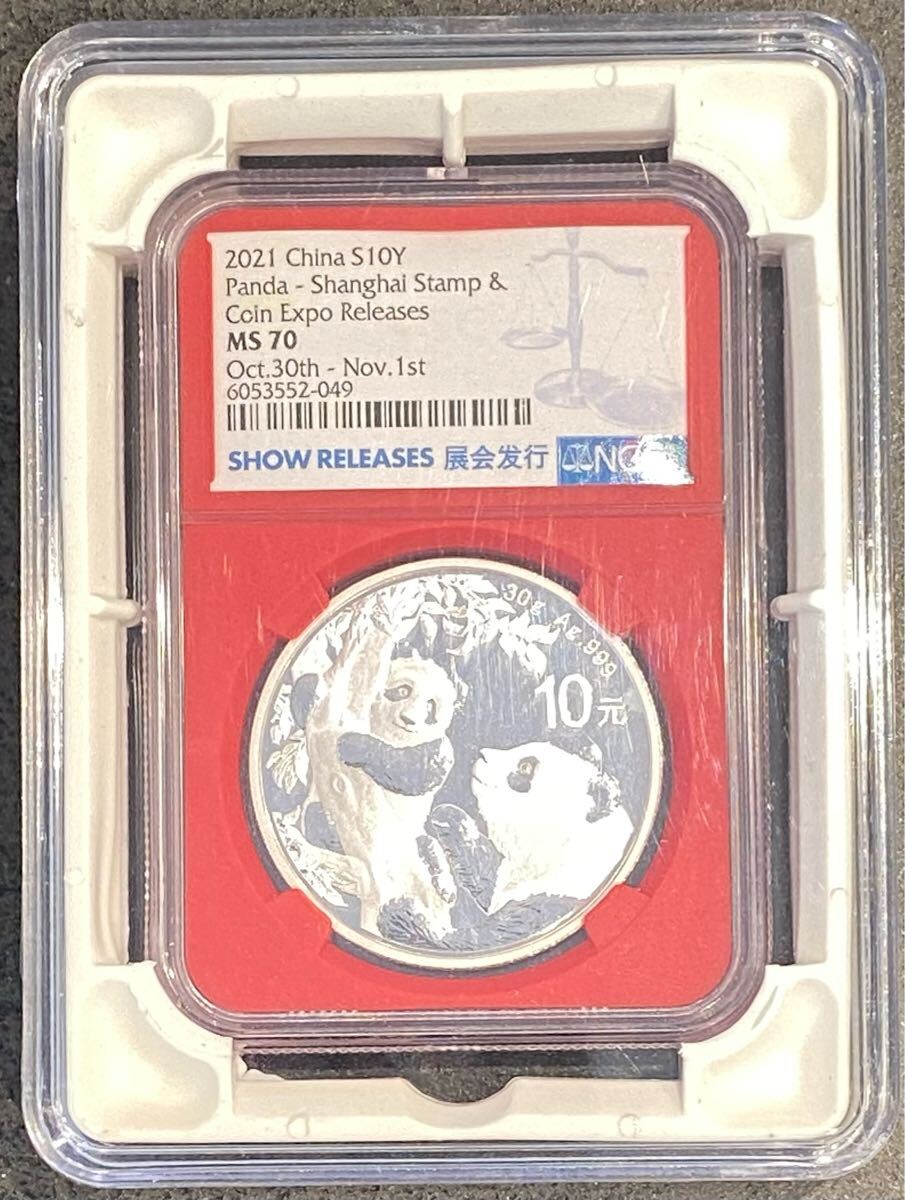 2021 China S10Y
Panda - Shanghai Stamp &
Coin Expo Releases
MS 70
Oct.30th - Nov.1st
6053552-049
SHOW RELEASES 展会发行
30g Ag.999
10元